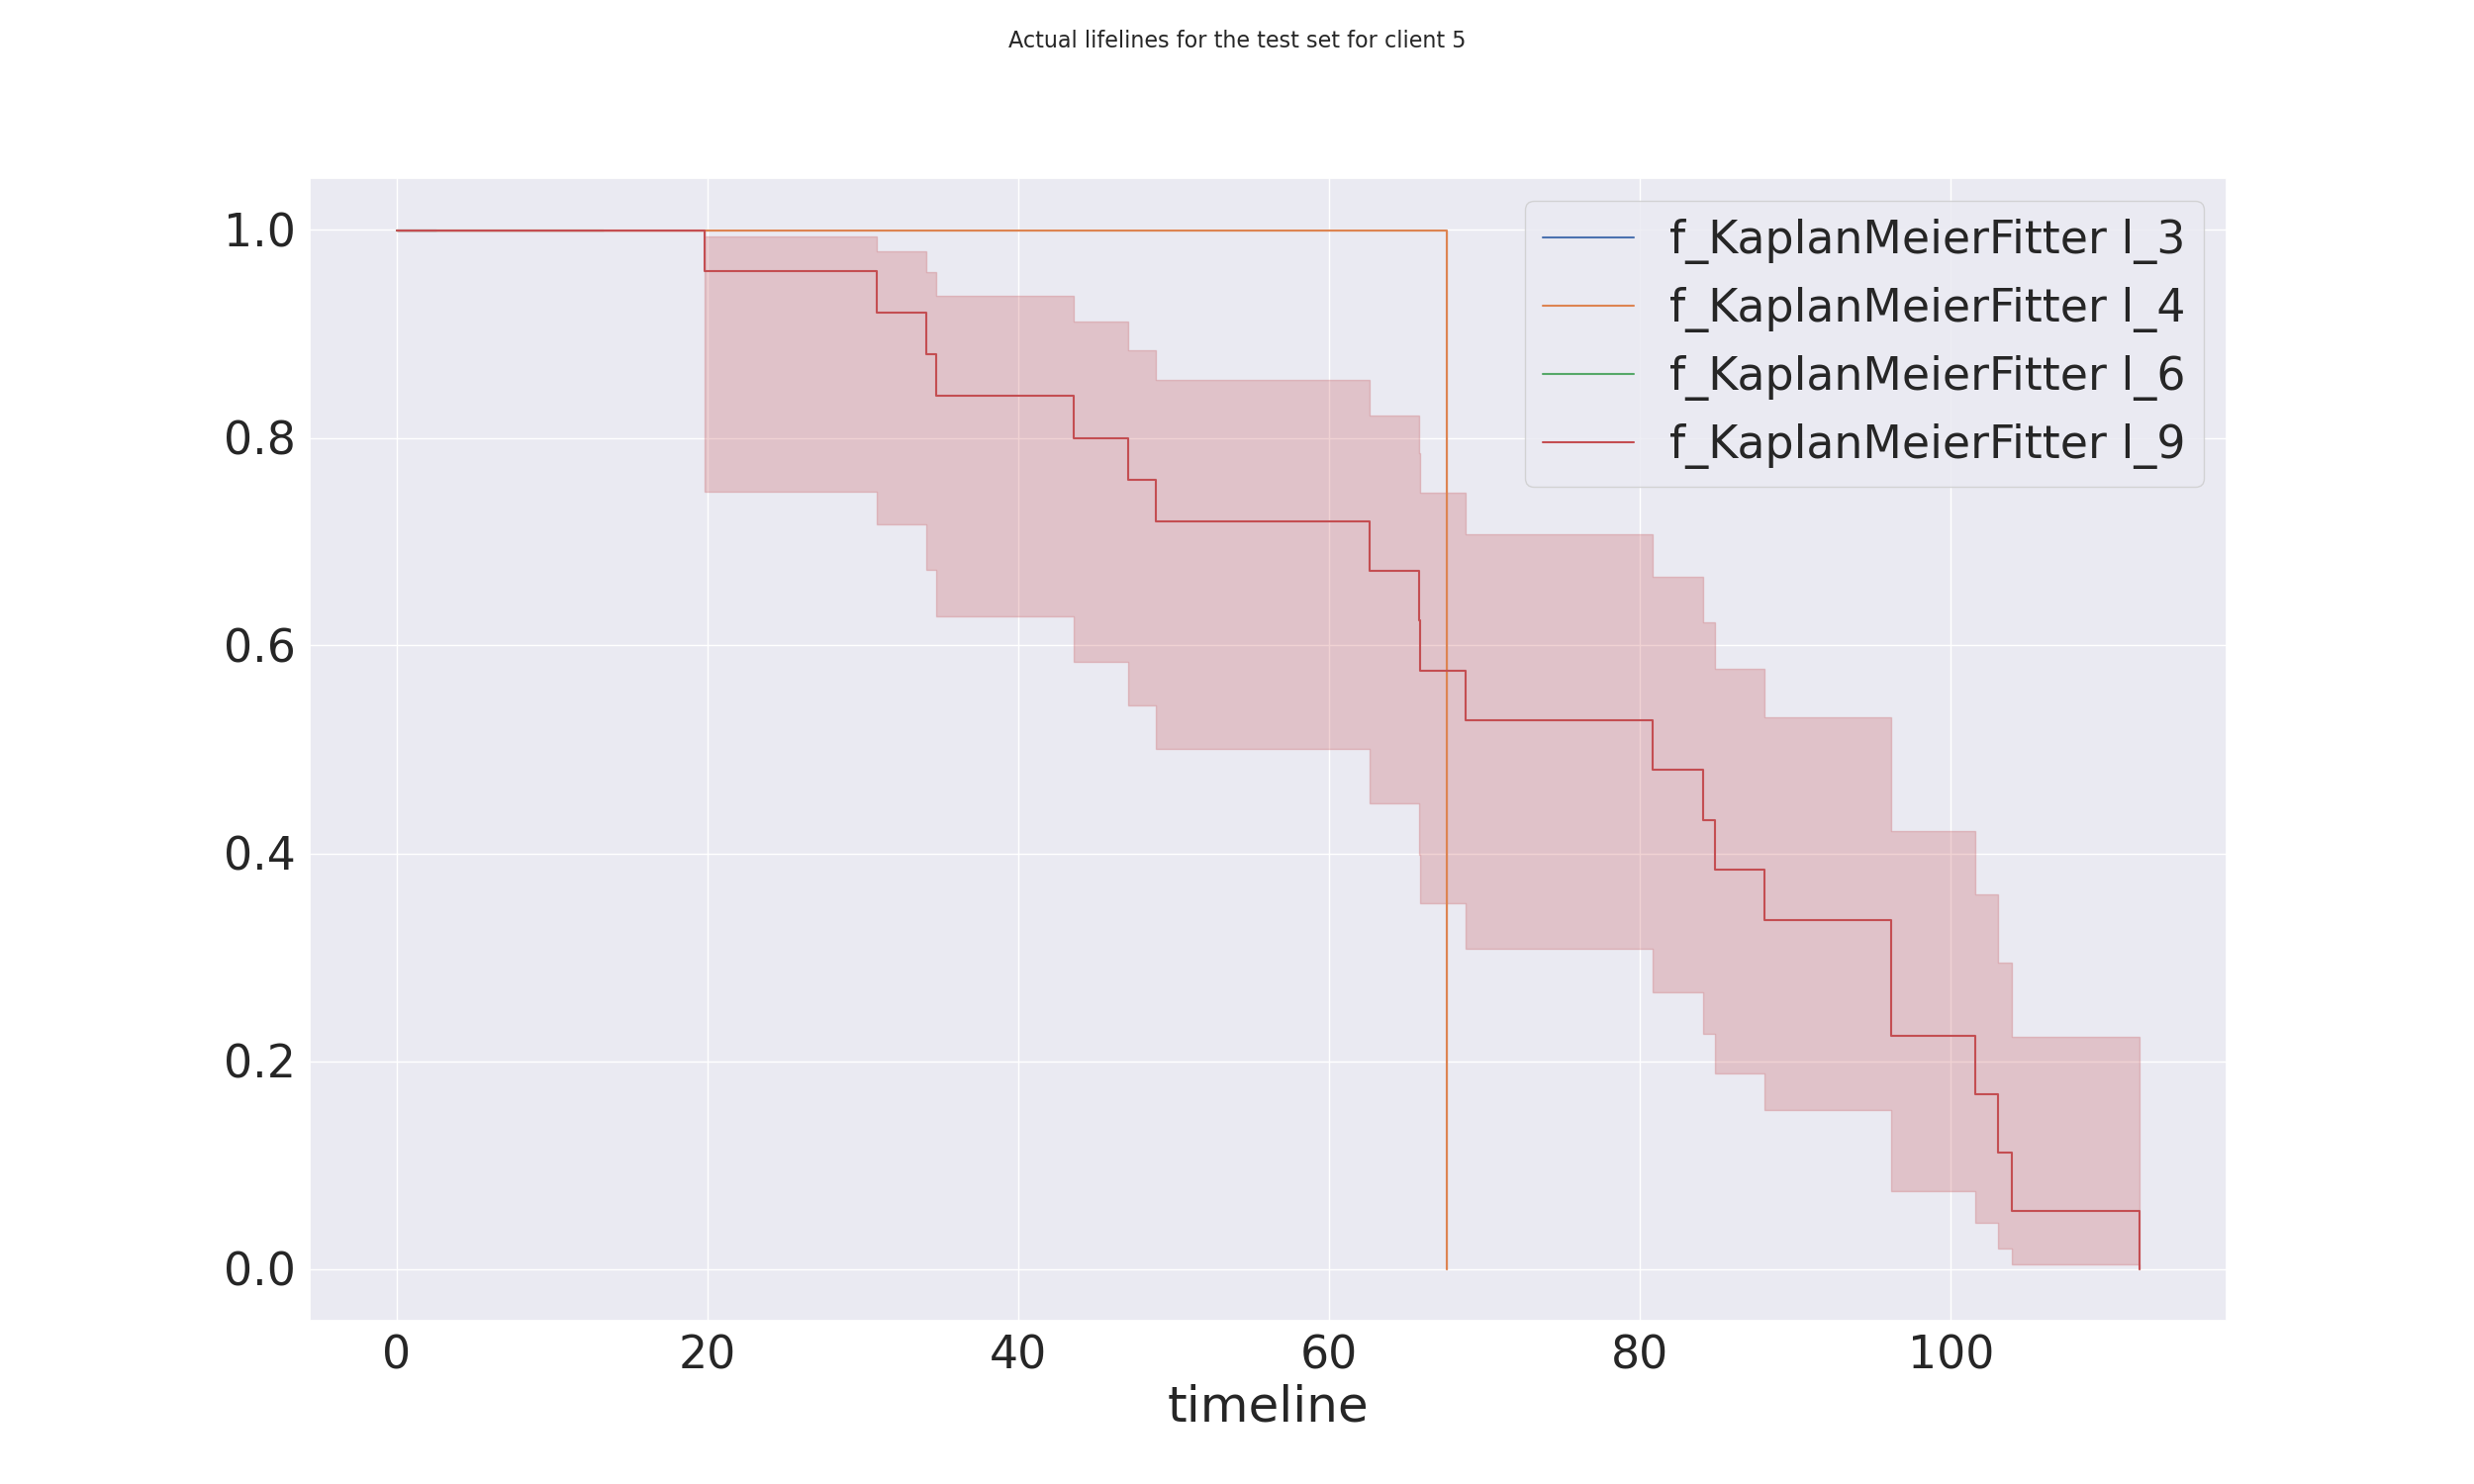 Actual lifelines for the test set for client 5
f_KaplanMeierFitter l_3
f_KaplanMeierFitter l_4
f_KaplanMeierFitter l_6
f_KaplanMeierFitter l_9
1.0
0.8
0.6
0.4
0.2
0.0
0 20 40 60 80 100
timeline